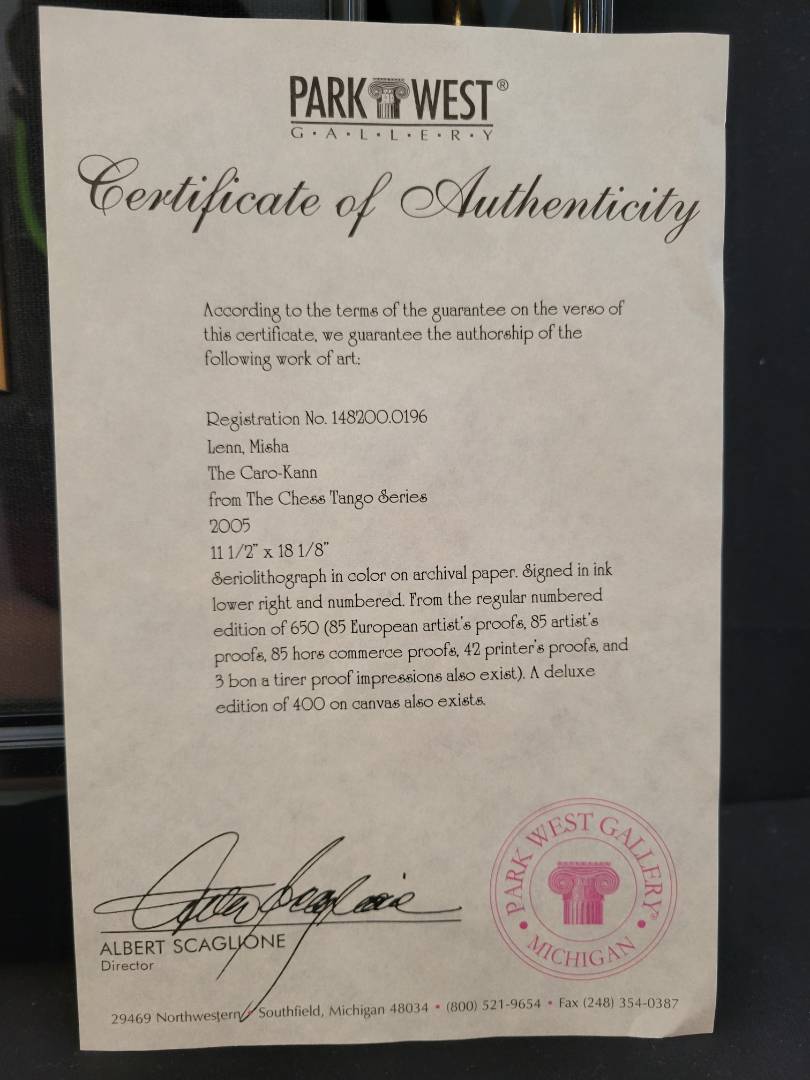 PARK WEST®
G·A·L·L·E·R·Y
Certificate of Authenticity
According to the terms of the guarantee on the verso of
this certificate, we guarantee the authorship of the
following work of art:
Registration No. 148200.0196
Lenn, Misha
The Caro-Kann
from The Chess Tango Series
2005
11 1/2" x 18 1/8"
Seriolithograph in color on archival paper. Signed in ink
lower right and numbered. From the regular numbered
edition of 650 (85 European artist's proofs, 85 artist's
proofs, 85 hors commerce proofs, 42 printer's proofs, and
3 bon a tirer proof impressions also exist). A deluxe
edition of 400 on canvas also exists.
Albert Scaglione
ALBERT SCAGLIONE
Director
PARK WEST GALLERY®
• MICHIGAN •
29469 Northwestern • Southfield, Michigan 48034 • (800) 521-9654 • Fax (248) 354-0387